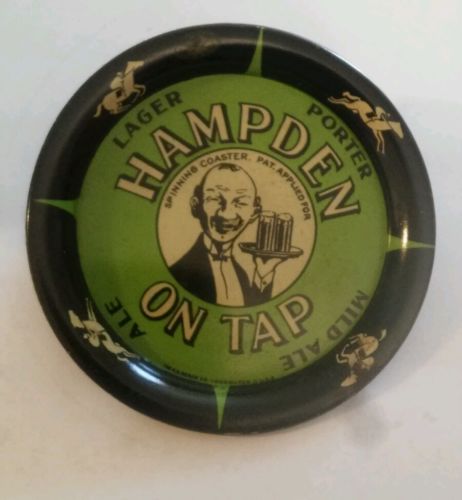 LAGER
PORTER
HAMPDEN
SPINNING COASTER. PAT. APPLIED FOR
ON TAP
ALE
MILD ALE